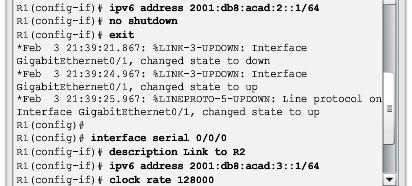 R1(config-if)# ipv6 address 2001:db8:acad:2::1/64
R1(config-if)# no shutdown
R1(config-if)# exit
*Feb  3 21:39:21.867: %LINK-3-UPDOWN: Interface
GigabitEthernet0/1, changed state to down
*Feb  3 21:39:24.967: %LINK-3-UPDOWN: Interface
GigabitEthernet0/1, changed state to up
*Feb  3 21:39:25.967: %LINEPROTO-5-UPDOWN: Line protocol on
Interface GigabitEthernet0/1, changed state to up
R1(config)#
R1(config)# interface serial 0/0/0
R1(config-if)# description Link to R2
R1(config-if)# ipv6 address 2001:db8:acad:3::1/64
R1(config-if)# clock rate 128000